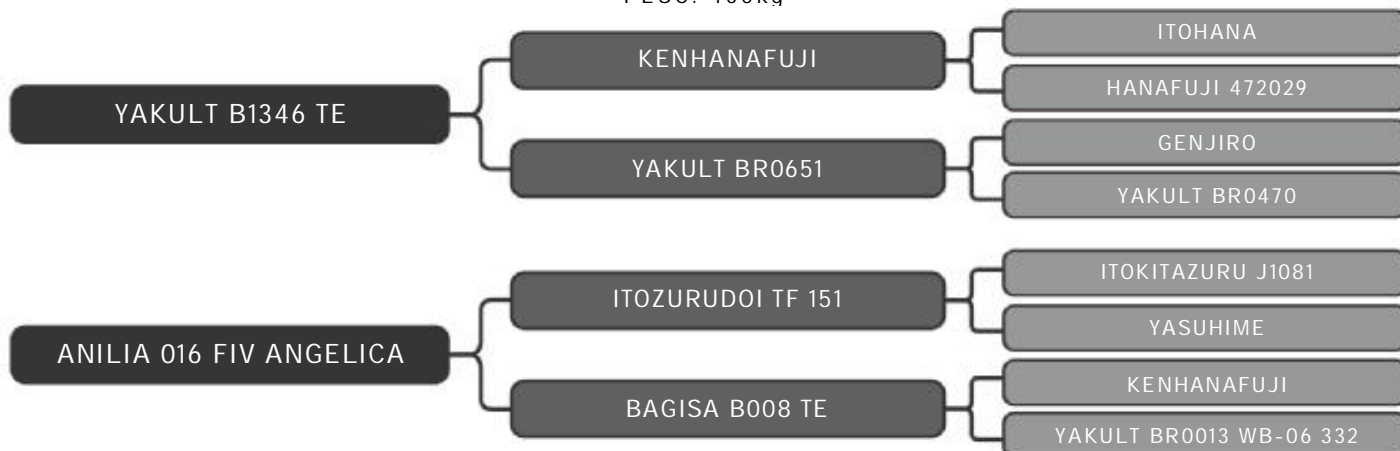 KENHANAFUJI
ITOHANA
HANAFUJI 472029
YAKULT B1346 TE
YAKULT BR0651
GENJIRO
YAKULT BR0470
ITOZURUDOI TF 151
ITOKITAZURU J1081
YASUHIME
ANILIA 016 FIV ANGELICA
BAGISA B008 TE
KENHANAFUJI
YAKULT BR0013 WB-06 332